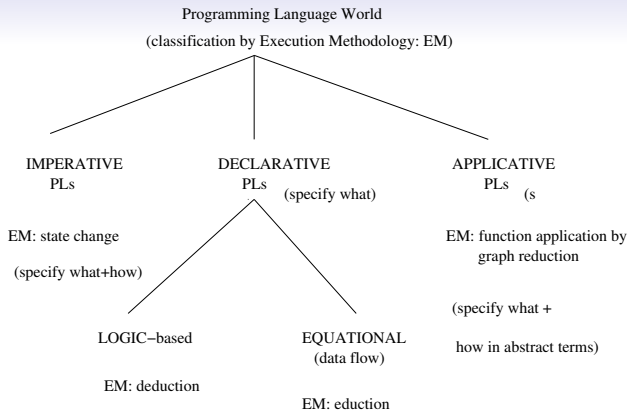 Programming Language World
(classification by Execution Methodology: EM)
IMPERATIVE
PLs
DECLARATIVE
PLs
(specify what)
APPLICATIVE
PLs
(s
EM: state change
(specify what+how)
EM: function application by
graph reduction
(specify what +
how in abstract terms)
LOGIC−based
EM: deduction
EQUATIONAL
(data flow)
EM: eduction